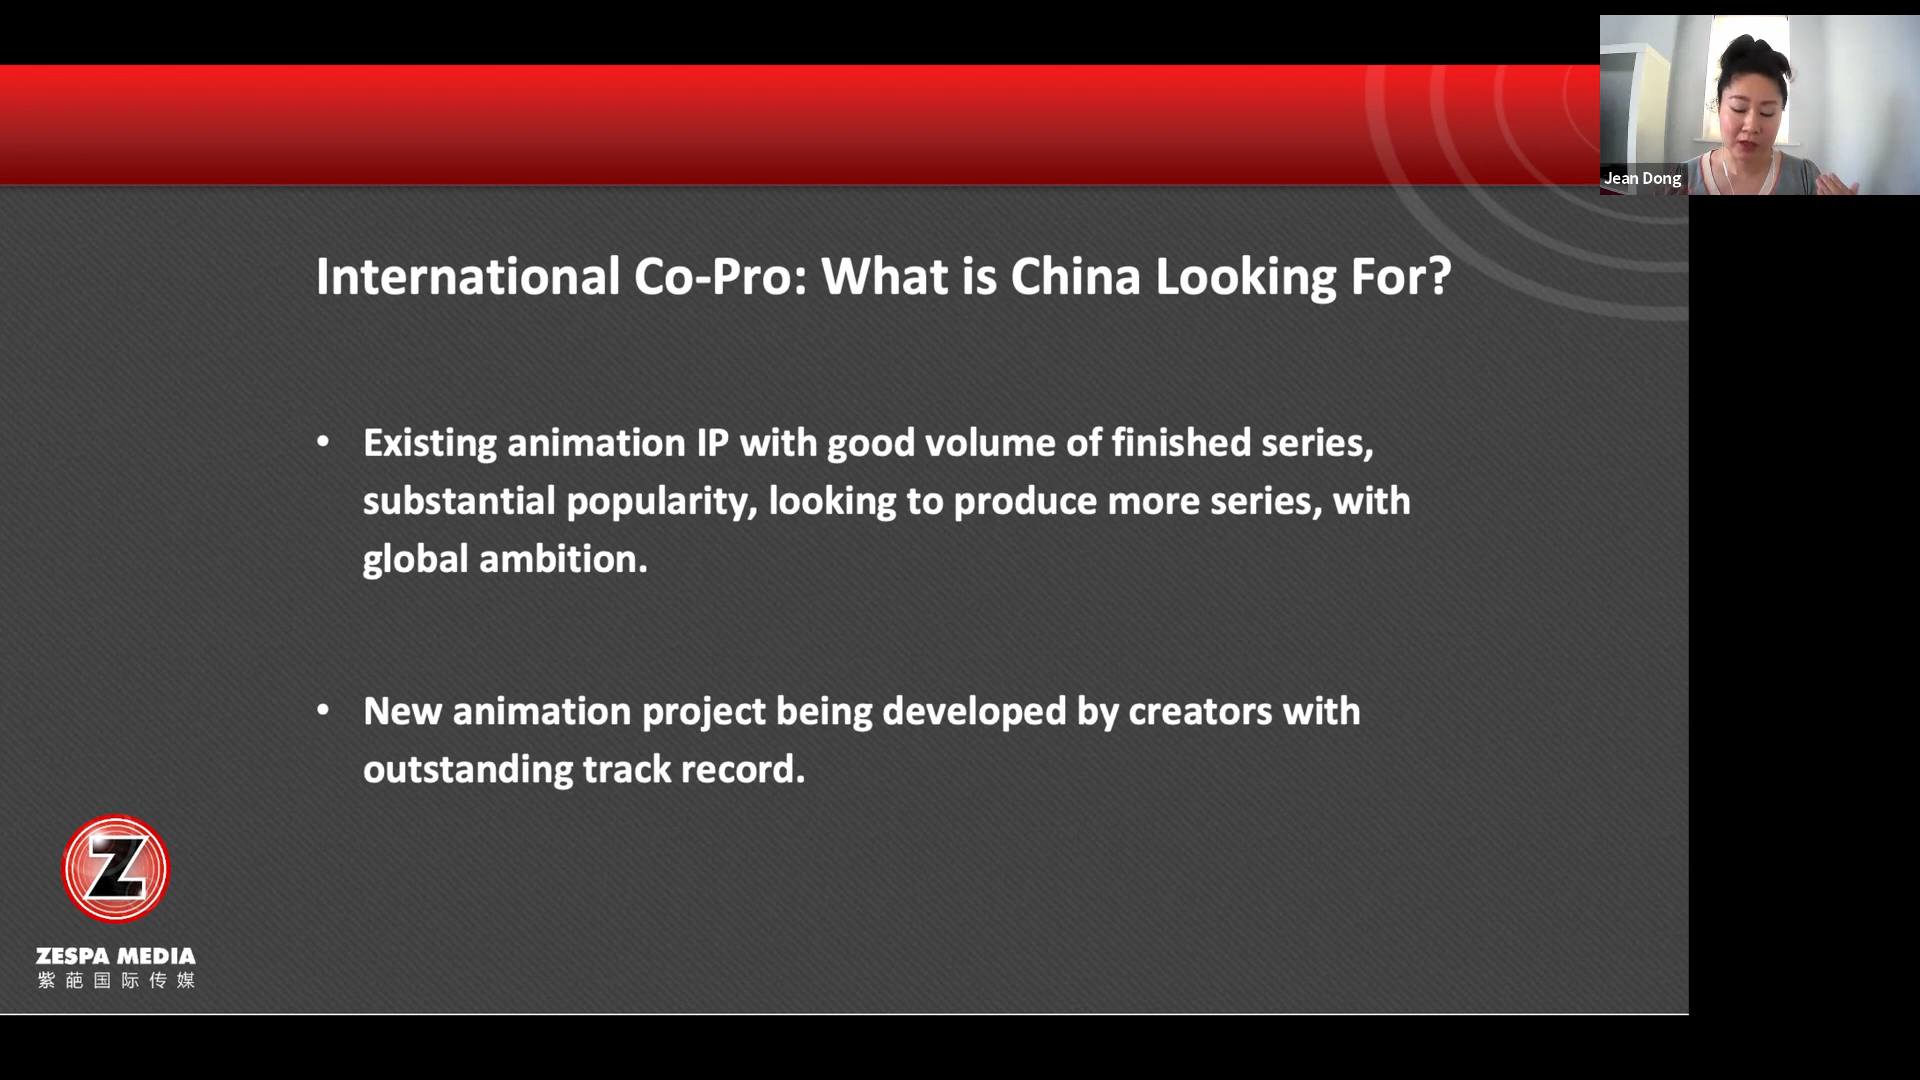 Jean Dong
International Co-Pro: What is China Looking For?
• Existing animation IP with good volume of finished series,
substantial popularity, looking to produce more series, with
global ambition.
• New animation project being developed by creators with
outstanding track record.
Z
ZESPA MEDIA
紫葩国际传媒